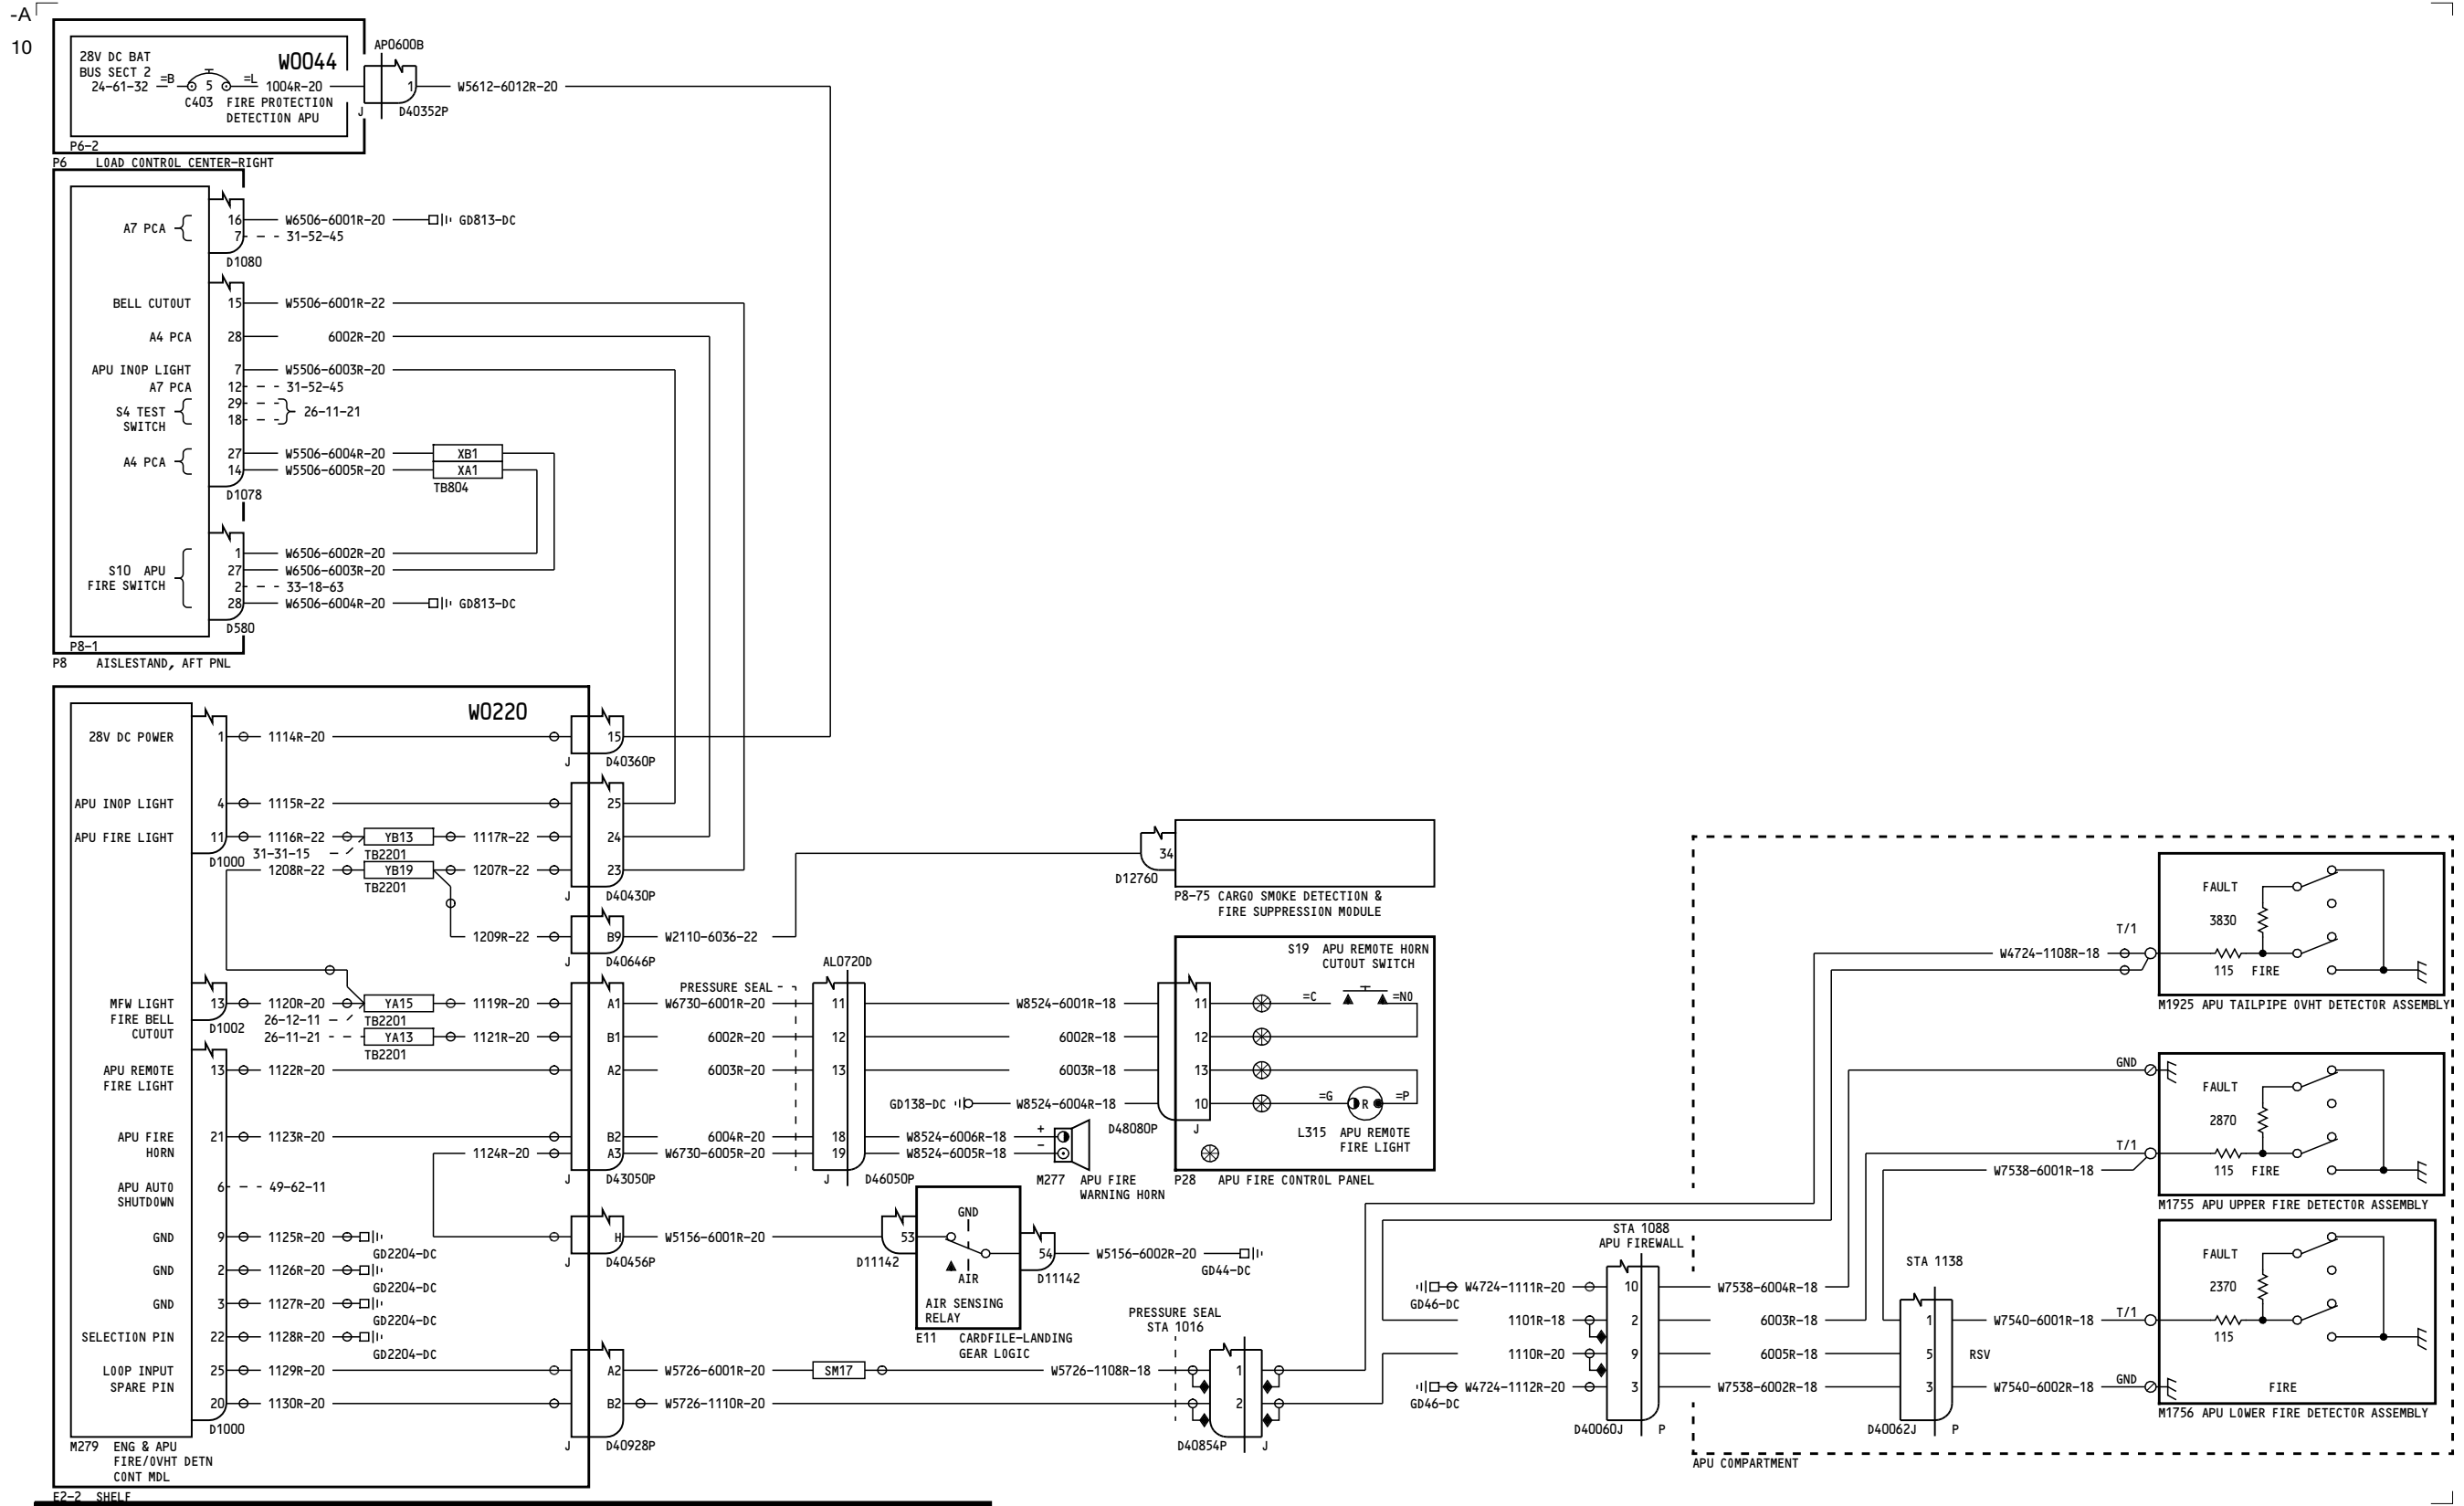 -A
10
AP0600B
28V DC BAT
BUS SECT 2
24-61-32
=B
5
=L
1004R-20
W0044
C403 FIRE PROTECTION
DETECTION APU
1
J
D40352P
W5612-6012R-20
P6-2
P6 LOAD CONTROL CENTER-RIGHT
A7 PCA
16
W6506-6001R-20
GD813-DC
7
31-52-45
D1080
BELL CUTOUT
15
W5506-6001R-22
A4 PCA
28
6002R-20
APU INOP LIGHT
7
W5506-6003R-20
A7 PCA
12
31-52-45
S4 TEST
SWITCH
29
18
26-11-21
A4 PCA
27
W5506-6004R-20
XB1
14
W5506-6005R-20
XA1
TB804
D1078
S10 APU
FIRE SWITCH
1
W6506-6002R-20
27
W6506-6003R-20
2
33-18-63
28
W6506-6004R-20
GD813-DC
D580
P8-1
P8 AISLESTAND, AFT PNL
W0220
28V DC POWER
1
1114R-20
15
J
D40360P
APU INOP LIGHT
4
1115R-22
25
APU FIRE LIGHT
11
1116R-22
YB13
1117R-22
24
D1000
31-31-15
TB2201
1208R-22
YB19
1207R-22
23
TB2201
J
D40430P
1209R-22
B9
W2110-6036-22
J
D40646P
34
D12760
P8-75 CARGO SMOKE DETECTION &
FIRE SUPPRESSION MODULE
MFW LIGHT
FIRE BELL
CUTOUT
13
1120R-20
YA15
1119R-20
A1
D1002
26-12-11
TB2201
26-11-21
YA13
1121R-20
B1
TB2201
PRESSURE SEAL
AL0720D
W6730-6001R-20
11
W8524-6001R-18
11
=C
=NO
S19 APU REMOTE HORN
CUTOUT SWITCH
6002R-20
12
6002R-18
12
APU REMOTE
FIRE LIGHT
13
1122R-20
A2
6003R-20
13
6003R-18
13
GD138-DC
W8524-6004R-18
10
=G
R
=P
D48080P
J
L315 APU REMOTE
FIRE LIGHT
APU FIRE
HORN
21
1123R-20
B2
6004R-20
18
W8524-6006R-18
+
1124R-20
A3
W6730-6005R-20
19
W8524-6005R-18
−
J
D43050P
J
D46050P
M277 APU FIRE
WARNING HORN
P28 APU FIRE CONTROL PANEL
APU AUTO
SHUTDOWN
6
49-62-11
GND
9
1125R-20
GD2204-DC
H
W5156-6001R-20
J
D40456P
53
D11142
GND
AIR
AIR SENSING
RELAY
54
D11142
W5156-6002R-20
GD44-DC
E11 CARDFILE-LANDING
GEAR LOGIC
GND
2
1126R-20
GD2204-DC
GND
3
1127R-20
GD2204-DC
SELECTION PIN
22
1128R-20
GD2204-DC
LOOP INPUT
SPARE PIN
25
1129R-20
A2
W5726-6001R-20
SM17
W5726-1108R-18
1
20
1130R-20
B2
W5726-1110R-20
2
D1000
J
D40928P
PRESSURE SEAL
STA 1016
D40854P
J
M279 ENG & APU
FIRE/OVHT DETN
CONT MDL
E2-2 SHELF
STA 1088
APU FIREWALL
GD46-DC
W4724-1111R-20
10
W7538-6004R-18
1101R-18
2
6003R-18
1110R-20
9
6005R-18
GD46-DC
W4724-1112R-20
3
W7538-6002R-18
D40060J
P
STA 1138
1
W7540-6001R-18
5
RSV
3
W7540-6002R-18
D40062J
P
APU COMPARTMENT
W4724-1108R-18
T/1
FAULT
3830
115
FIRE
M1925 APU TAILPIPE OVHT DETECTOR ASSEMBLY
GND
T/1
W7538-6001R-18
FAULT
2870
115
FIRE
M1755 APU UPPER FIRE DETECTOR ASSEMBLY
T/1
GND
FAULT
2370
115
FIRE
M1756 APU LOWER FIRE DETECTOR ASSEMBLY